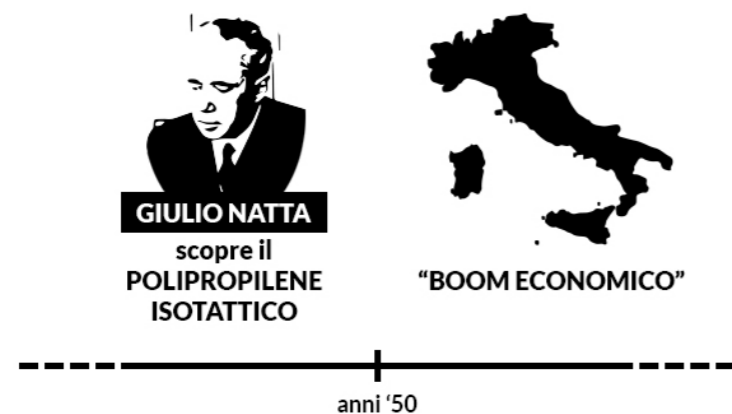 GIULIO NATTA
scopre il
POLIPROPILENE
ISOTATTICO
“BOOM ECONOMICO”
anni ‘50